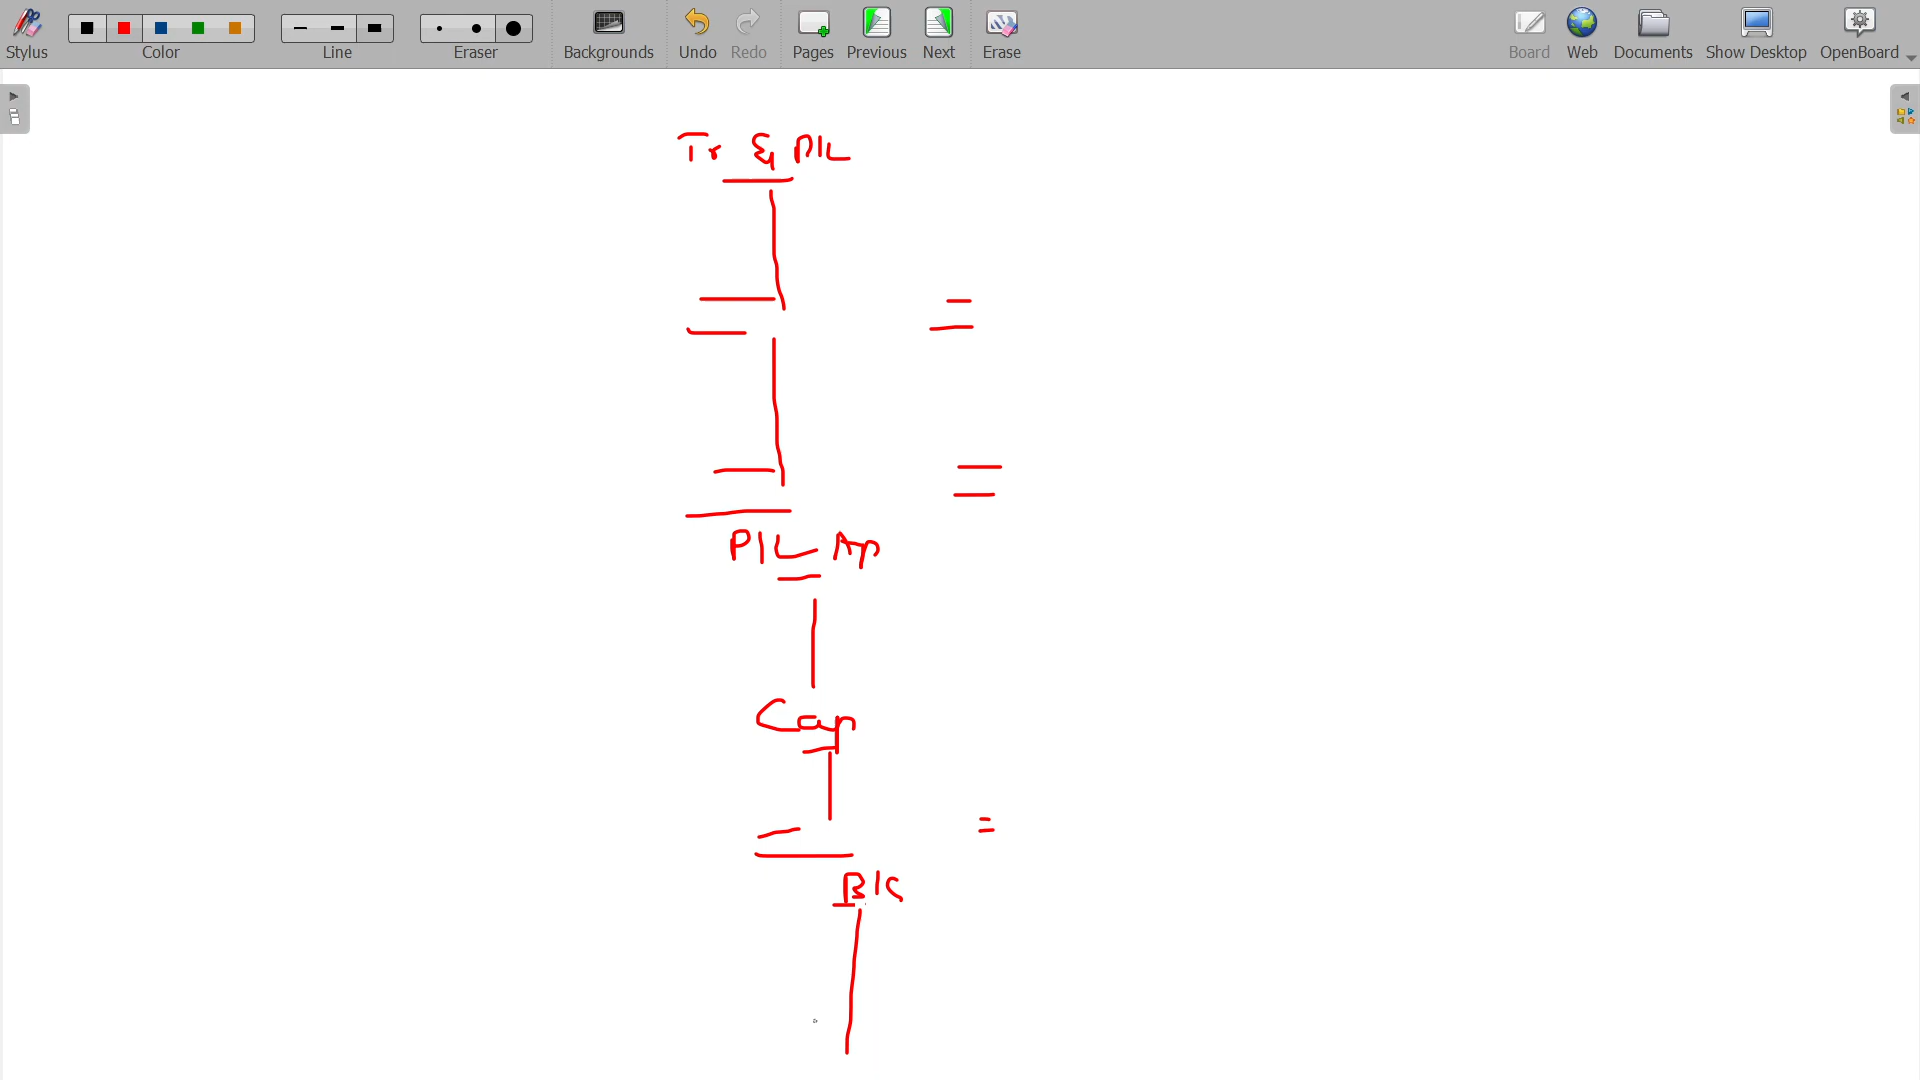 Stylus
Color
Line
Eraser
Backgrounds
Undo
Redo
Pages
Previous
Next
Erase
Board
Web
Documents
Show Desktop
OpenBoard
Tr & P/L
P/L Ap
Cap
B/S